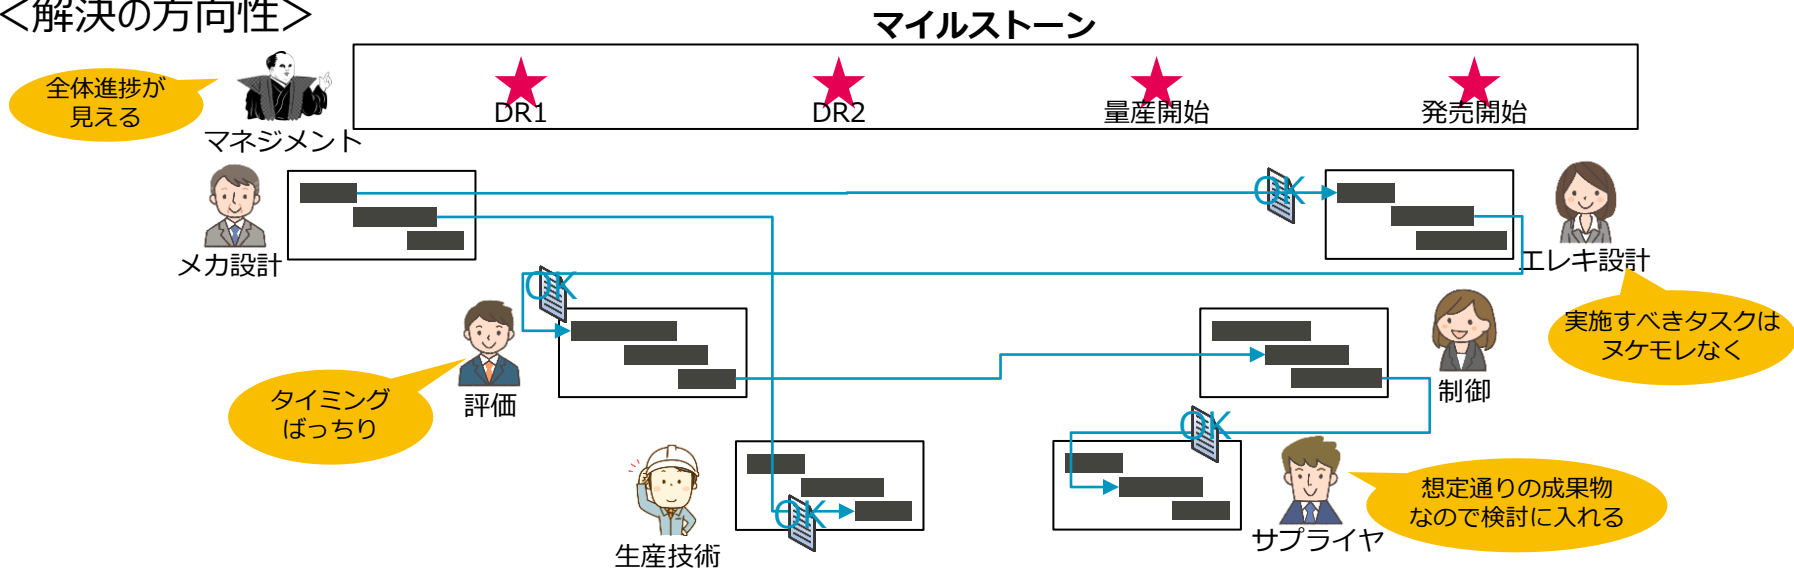 ＜解決の方向性＞
マイルストーン
全体進捗が
見える
マネジメント
DR1
DR2
量産開始
発売開始
メカ設計
OK
エレキ設計
OK
実施すべきタスクは
ヌケモレなく
タイミング
ばっちり
評価
制御
OK
生産技術
OK
サプライヤ
想定通りの成果物
なので検討に入れる